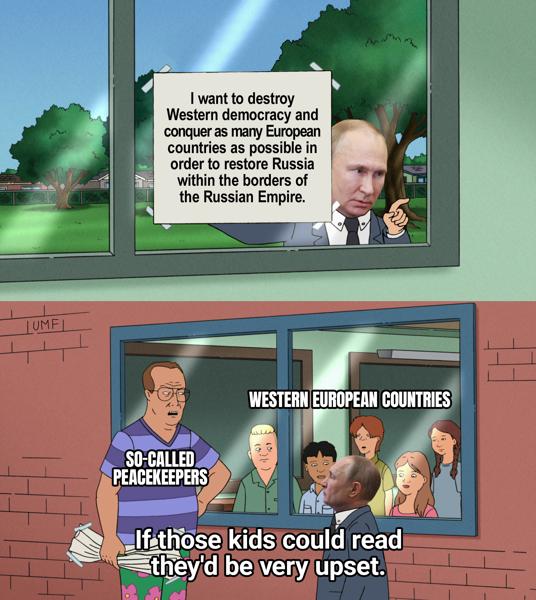 I want to destroy
Western democracy and
conquer as many European
countries as possible in
order to restore Russia
within the borders of
the Russian Empire.
UMF
WESTERN EUROPEAN COUNTRIES
SO-CALLED
PEACEKEEPERS
If those kids could read
they'd be very upset.